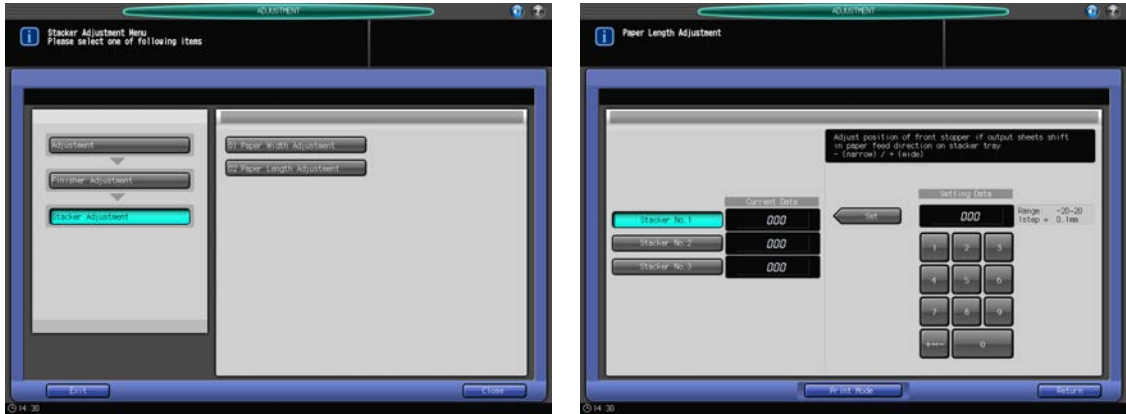 ADJUSTMENT
Stacker Adjustment Menu
Please select one of following items
Adjustment
Finisher Adjustment
Stacker Adjustment
01 Paper Width Adjustment
02 Paper Length Adjustment
Exit
Close
14:30
ADJUSTMENT
Paper Length Adjustment
Adjust position of front stopper if output sheets shift
in paper feed direction on stacker tray
- (narrow) / + (wide)
Current Data
Stacker No.1 000
Stacker No.2 000
Stacker No.3 000
Set
Setting Data
000
Range: -20~20
1step = 0.1mm
1 2 3
4 5 6
7 8 9
+⇔- 0
Print Mode
Return
14:30